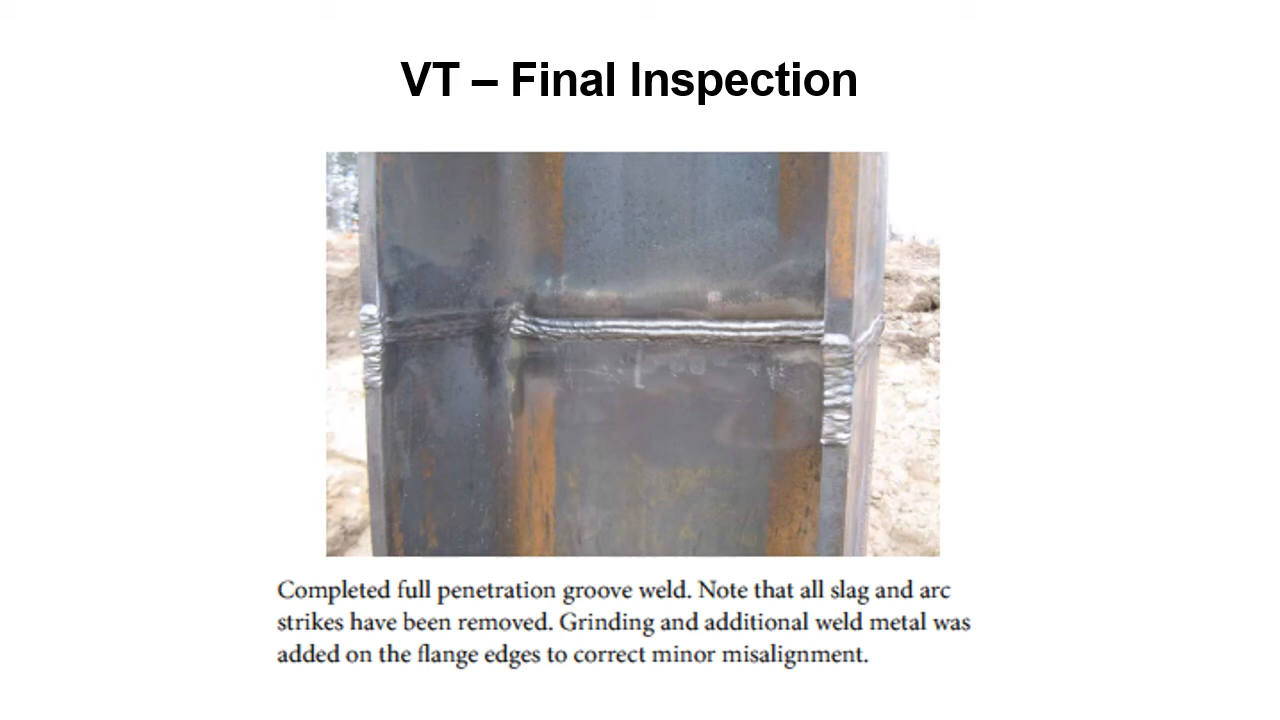 VT – Final Inspection
Completed full penetration groove weld. Note that all slag and arc
strikes have been removed. Grinding and additional weld metal was
added on the flange edges to correct minor misalignment.